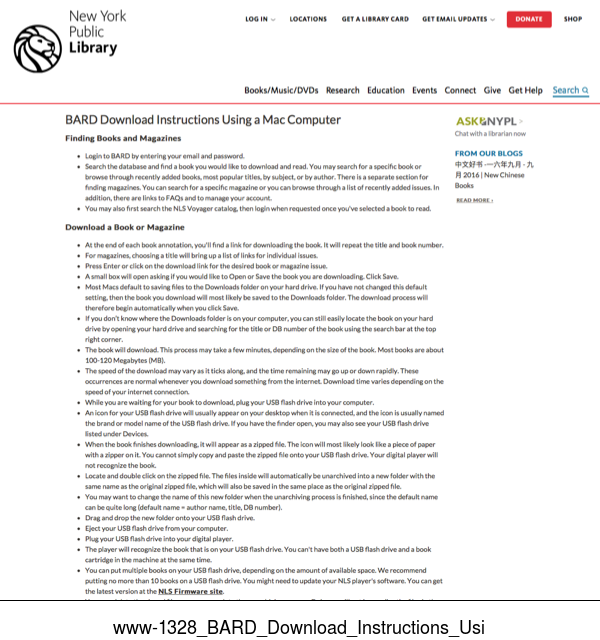 New York
Public
Library
LOG IN
LOCATIONS
GET A LIBRARY CARD
GET EMAIL UPDATES
DONATE
SHOP
Books/Music/DVDs Research Education Events Connect Give Get Help Search
BARD Download Instructions Using a Mac Computer
Finding Books and Magazines
• Login to BARD by entering your email and password.
• Search the database and find a book you would like to download and read. You may search for a specific book or
browse through recently added books, most popular titles, by subject, or by author. There is a separate section for
finding magazines. You can search for a specific magazine or you can browse through a list of recently added issues. In
addition, there are links to FAQs and to manage your account.
• You may also first search the NLS Voyager catalog, then login when requested once you've selected a book to read.
Download a Book or Magazine
• At the end of each book annotation, you'll find a link for downloading the book. It will repeat the title and book number.
• For magazines, choosing a title will bring up a list of links for individual issues.
• Press Enter or click on the download link for the desired book or magazine issue.
• A small box will open asking if you would like to Open or Save the book you are downloading. Click Save.
• Most Macs default to saving files to the Downloads folder on your hard drive. If you have not changed this default
setting, then the book you download will most likely be saved to the Downloads folder. The download process will
therefore begin automatically when you click Save.
• If you don't know where the Downloads folder is on your computer, you can still easily locate the book on your hard
drive by opening your hard drive and searching for the title or DB number of the book using the search bar at the top
right corner.
• The book will download. This process may take a few minutes, depending on the size of the book. Most books are about
100-120 Megabytes (MB).
• The speed of the download may vary as it ticks along, and the time remaining may go up or down rapidly. These
occurrences are normal whenever you download something from the internet. Download time varies depending on the
speed of your internet connection.
• While you are waiting for your book to download, plug your USB flash drive into your computer.
• An icon for your USB flash drive will usually appear on your desktop when it is connected, and the icon is usually named
the brand or model name of the USB flash drive. If you have the finder open, you may also see your USB flash drive
listed under Devices.
• When the book finishes downloading, it will appear as a zipped file. The icon will most likely look like a piece of paper
with a zipper on it. You cannot simply copy and paste the zipped file onto your USB flash drive. Your digital player will
not recognize the book.
• Locate and double click on the zipped file. The files inside will automatically be unarchived into a new folder with the
same name as the original zipped file, which will also be saved in the same place as the original zipped file.
• You may want to change the name of this new folder when the unarchiving process is finished, since the default name
can be quite long (default name = author name, title, DB number).
• Drag and drop the new folder onto your USB flash drive.
• Eject your USB flash drive from your computer.
• Plug your USB flash drive into your digital player.
• The player will recognize the book that is on your USB flash drive. You can't have both a USB flash drive and a book
cartridge in the machine at the same time.
• You can put multiple books on your USB flash drive, depending on the amount of available space. We recommend
putting no more than 10 books on a USB flash drive. You might need to update your NLS player's software. You can get
the latest version at the NLS Firmware site.
ASK NYPL >
Chat with a librarian now
FROM OUR BLOGS
中文好书 -一六年九月 - 九
月 2016 | New Chinese
Books
READ MORE ›
www-1328_BARD_Download_Instructions_Usi